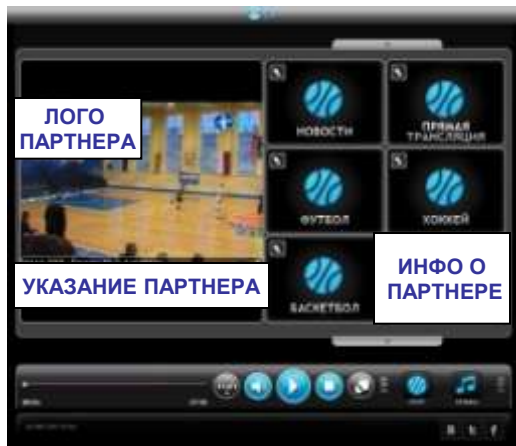 ЛОГО
ПАРТНЕРА
НОВОСТИ
ПРЯМАЯ
ТРАНСЛЯЦИЯ
ФУТБОЛ
ХОККЕЙ
УКАЗАНИЕ ПАРТНЕРА
БАСКЕТБОЛ
ИНФО О
ПАРТНЕРЕ